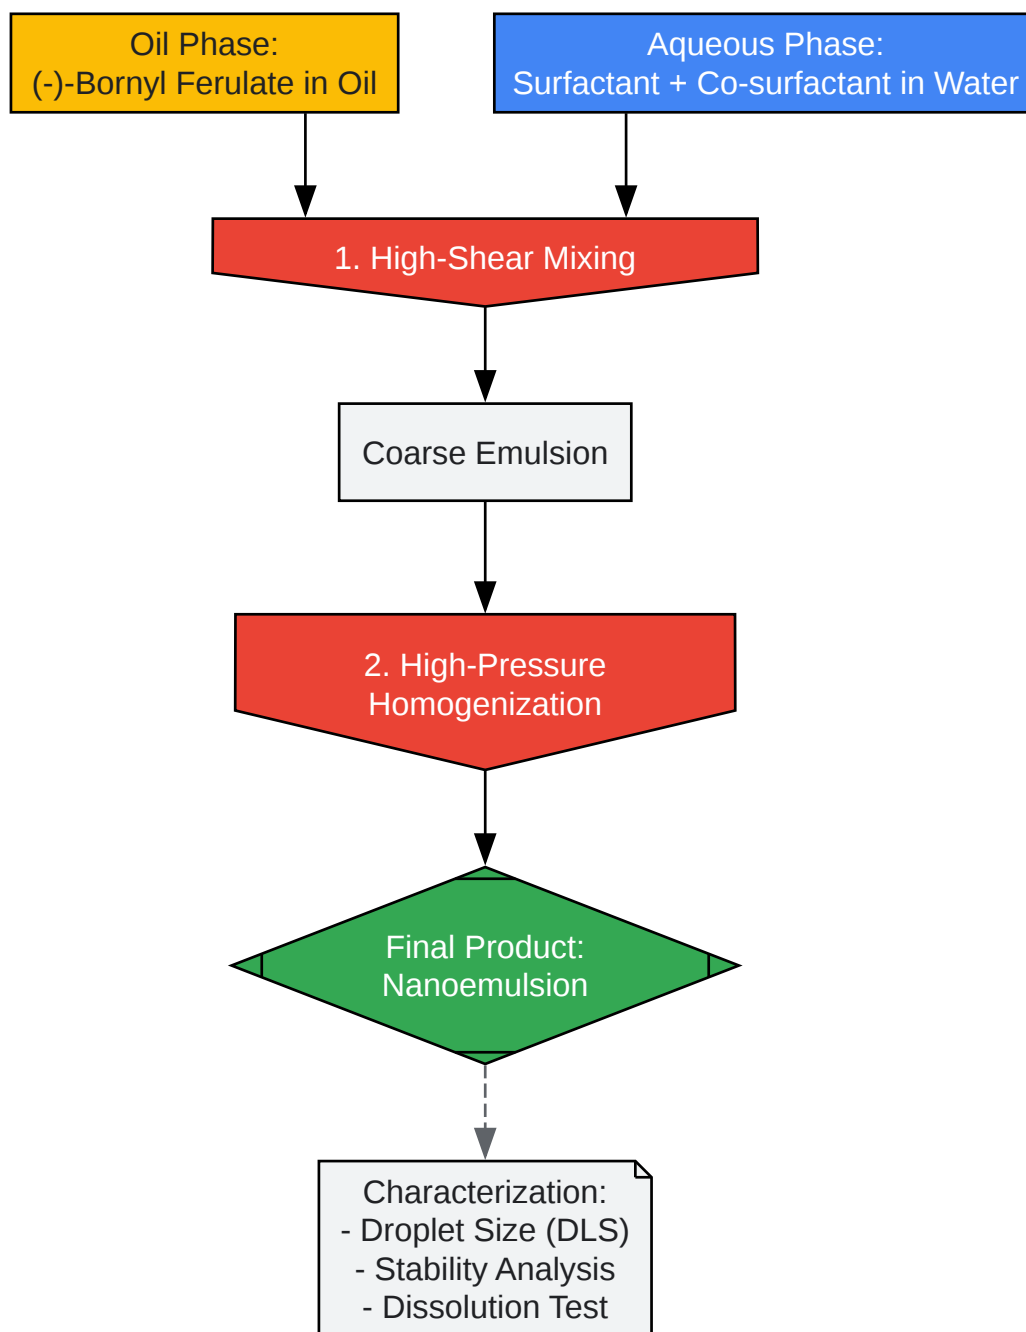 Oil Phase:
(-)-Bornyl Ferulate in Oil
Aqueous Phase:
Surfactant + Co-surfactant in Water
1. High-Shear Mixing
Coarse Emulsion
2. High-Pressure
Homogenization
Final Product:
Nanoemulsion
Characterization:
- Droplet Size (DLS)
- Stability Analysis
- Dissolution Test